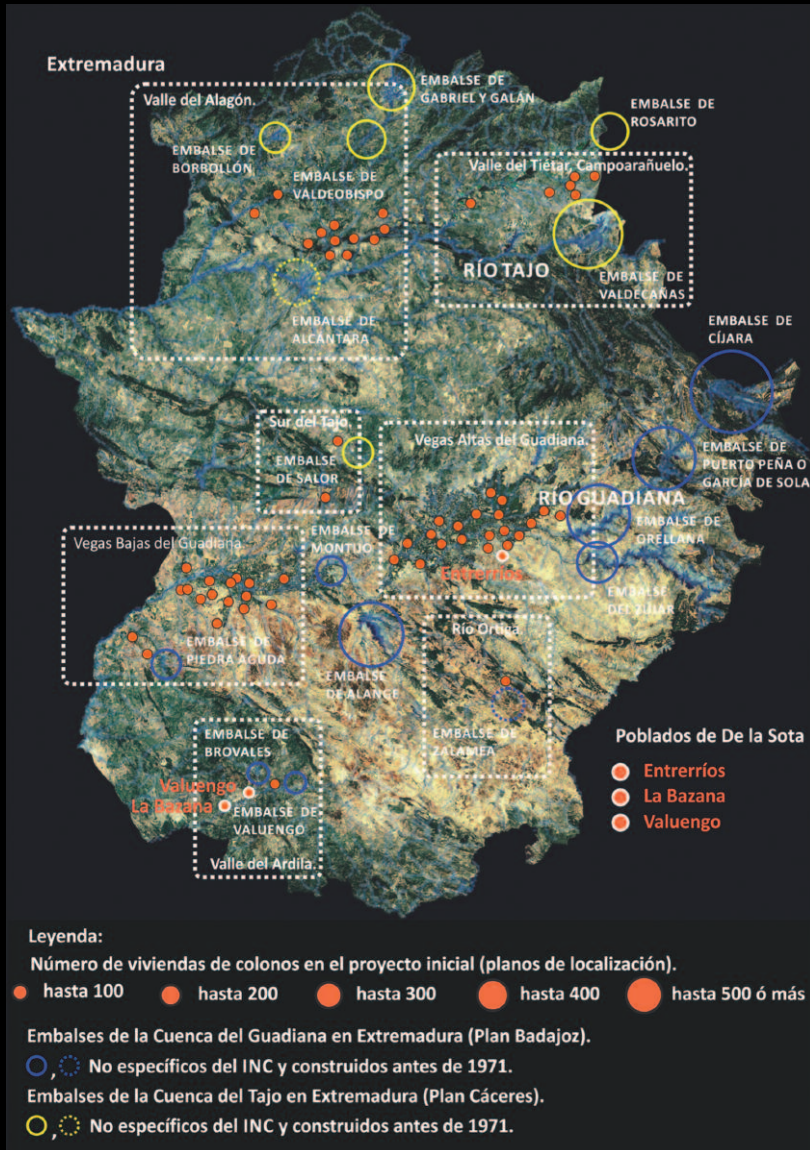 Extremadura
Valle del Alagón.
EMBALSE DE
GABRIEL Y GALÁN
EMBALSE DE
ROSARITO
EMBALSE DE
BORBOLLÓN
EMBALSE DE
VALDEOBISPO
Valle del Tiétar, Campoarañuelo.
RÍO TAJO
EMBALSE DE
VALDECAÑAS
EMBALSE DE
ALCÁNTARA
EMBALSE DE
CÍJARA
Sur del Tajo.
EMBALSE
DE SALOR
Vegas Altas del Guadiana.
EMBALSE DE
PUERTO PEÑA O
GARCÍA DE SOLA
RÍO GUADIANA
EMBALSE DE
ORELLANA
Vegas Bajas del Guadiana.
EMBALSE DE
MONTIJO
Entrerríos
EMBALSE
DEL ZÚJAR
EMBALSE DE
PIEDRA AGUDA
EMBALSE
DE ALANGE
Río Ortiga.
EMBALSE DE
ZALAMEA
EMBALSE DE
BROVALES
Valuengo
La Bazana
EMBALSE DE
VALUENGO
Valle del Ardila.
Poblados de De la Sota
Entrerríos
La Bazana
Valuengo
Leyenda:
Número de viviendas de colonos en el proyecto inicial (planos de localización).
hasta 100 hasta 200 hasta 300 hasta 400 hasta 500 ó más
Embalses de la Cuenca del Guadiana en Extremadura (Plan Badajoz).
, No específicos del INC y construidos antes de 1971.
Embalses de la Cuenca del Tajo en Extremadura (Plan Cáceres).
, No específicos del INC y construidos antes de 1971.